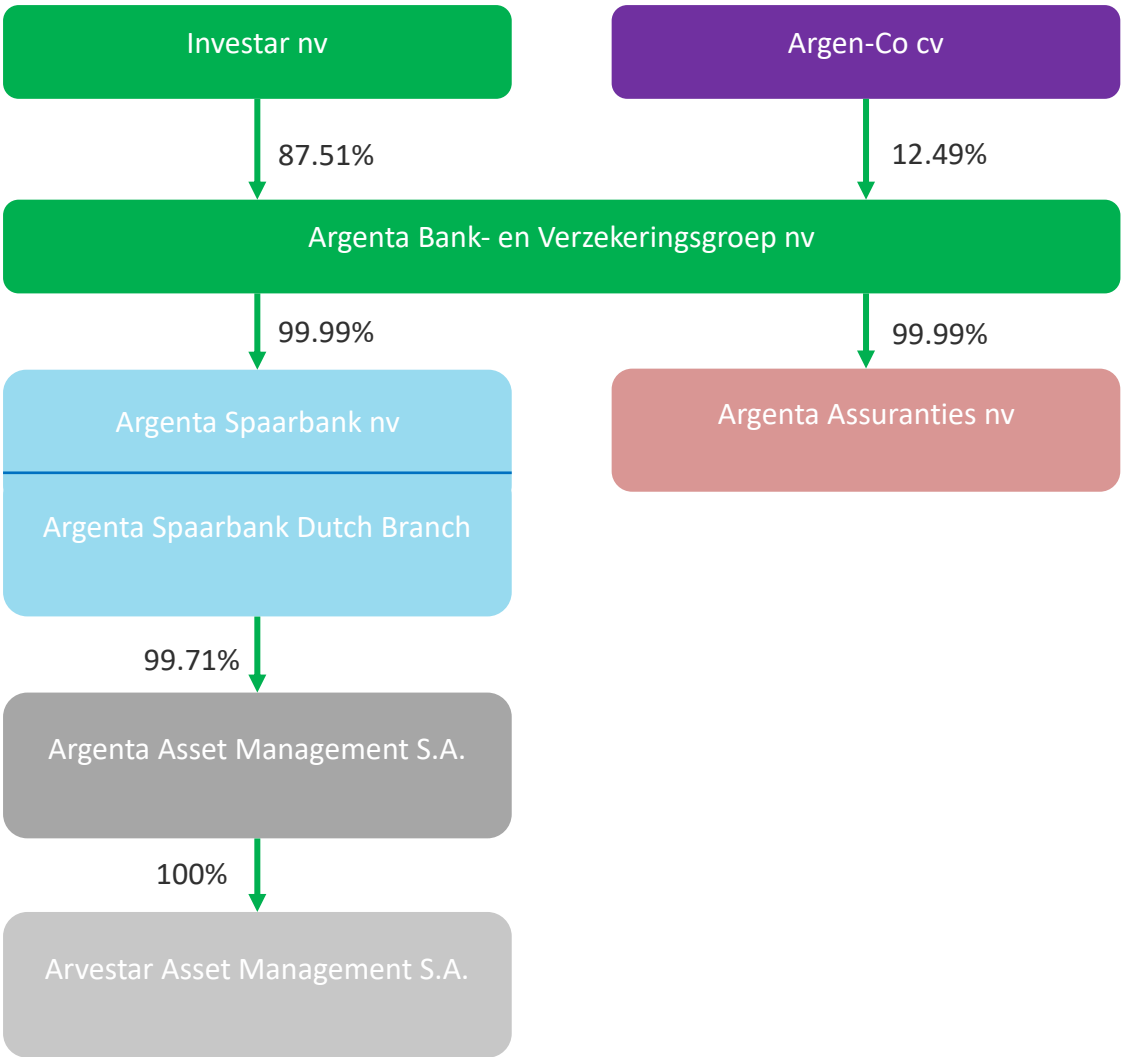 Investar nv
Argen-Co cv
87.51%
12.49%
Argenta Bank- en Verzekeringsgroep nv
99.99%
99.99%
Argenta Spaarbank nv
Argenta Assuranties nv
Argenta Spaarbank Dutch Branch
99.71%
Argenta Asset Management S.A.
100%
Arvestar Asset Management S.A.